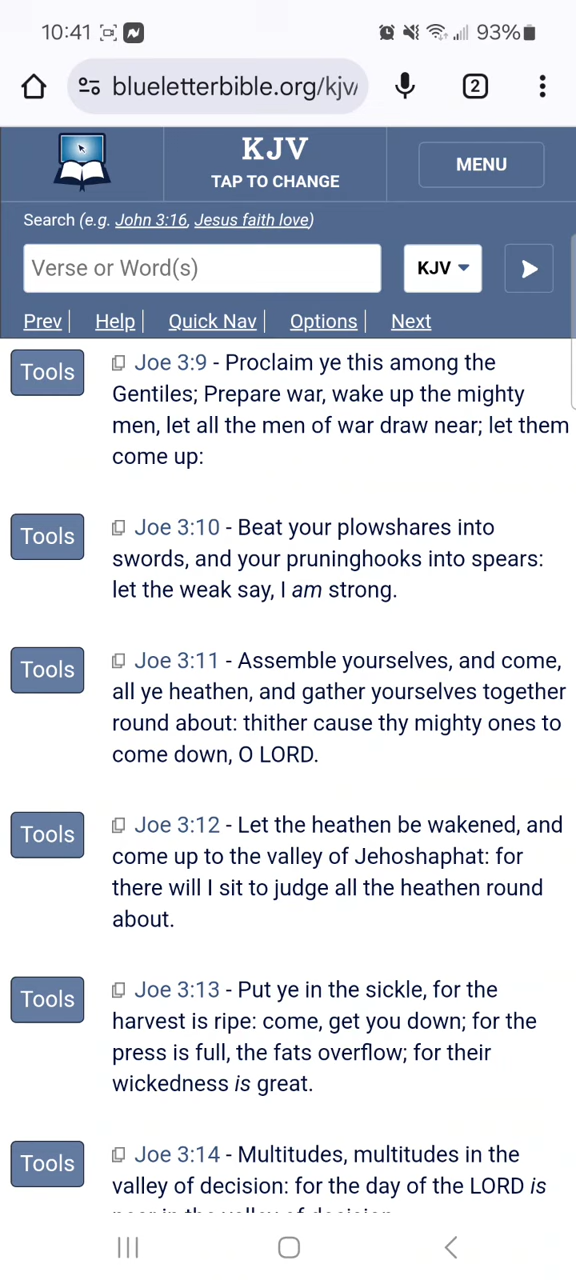 10:41 93%
blueletterbible.org/kjv/ 2
KJV
TAP TO CHANGE
MENU
Search (e.g. John 3:16, Jesus faith love)
Verse or Word(s) KJV
Prev | Help | Quick Nav | Options | Next
Tools
Joe 3:9 - Proclaim ye this among the
Gentiles; Prepare war, wake up the mighty
men, let all the men of war draw near; let them
come up:
Tools
Joe 3:10 - Beat your plowshares into
swords, and your pruninghooks into spears:
let the weak say, I am strong.
Tools
Joe 3:11 - Assemble yourselves, and come,
all ye heathen, and gather yourselves together
round about: thither cause thy mighty ones to
come down, O LORD.
Tools
Joe 3:12 - Let the heathen be wakened, and
come up to the valley of Jehoshaphat: for
there will I sit to judge all the heathen round
about.
Tools
Joe 3:13 - Put ye in the sickle, for the
harvest is ripe: come, get you down; for the
press is full, the fats overflow; for their
wickedness is great.
Tools
Joe 3:14 - Multitudes, multitudes in the
valley of decision: for the day of the LORD is
near in the valley of decision